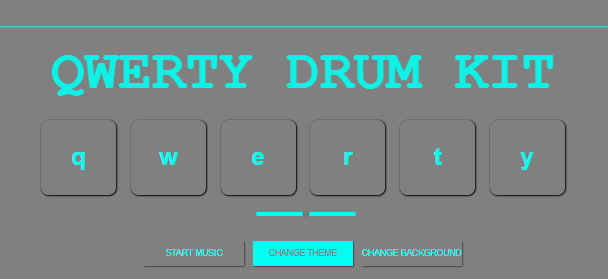 QWERTY DRUM KIT
q w e r t y
START MUSIC CHANGE THEME CHANGE BACKGROUND